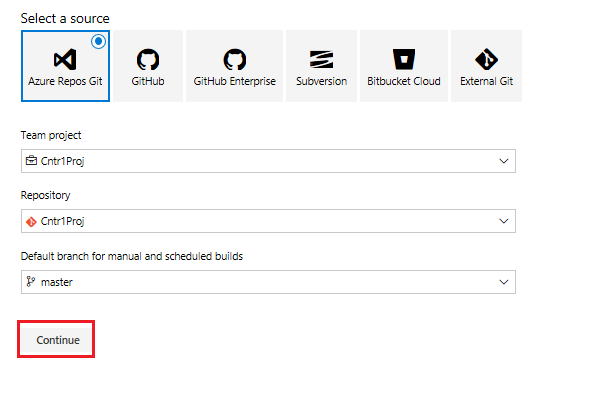 Select a source
Azure Repos Git
GitHub
GitHub Enterprise
Subversion
Bitbucket Cloud
External Git
Team project
Cntr1Proj
Repository
Cntr1Proj
Default branch for manual and scheduled builds
master
Continue